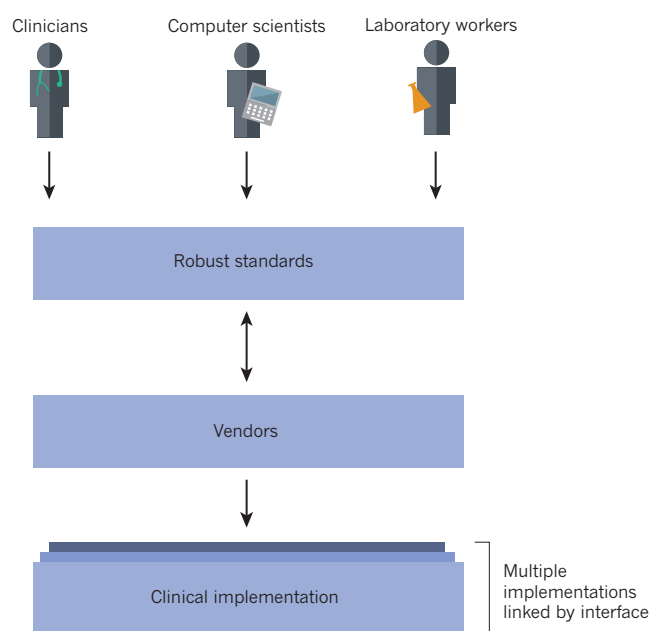 Clinicians
Computer scientists
Laboratory workers
Robust standards
Vendors
Clinical implementation
Multiple
implementations
linked by interface